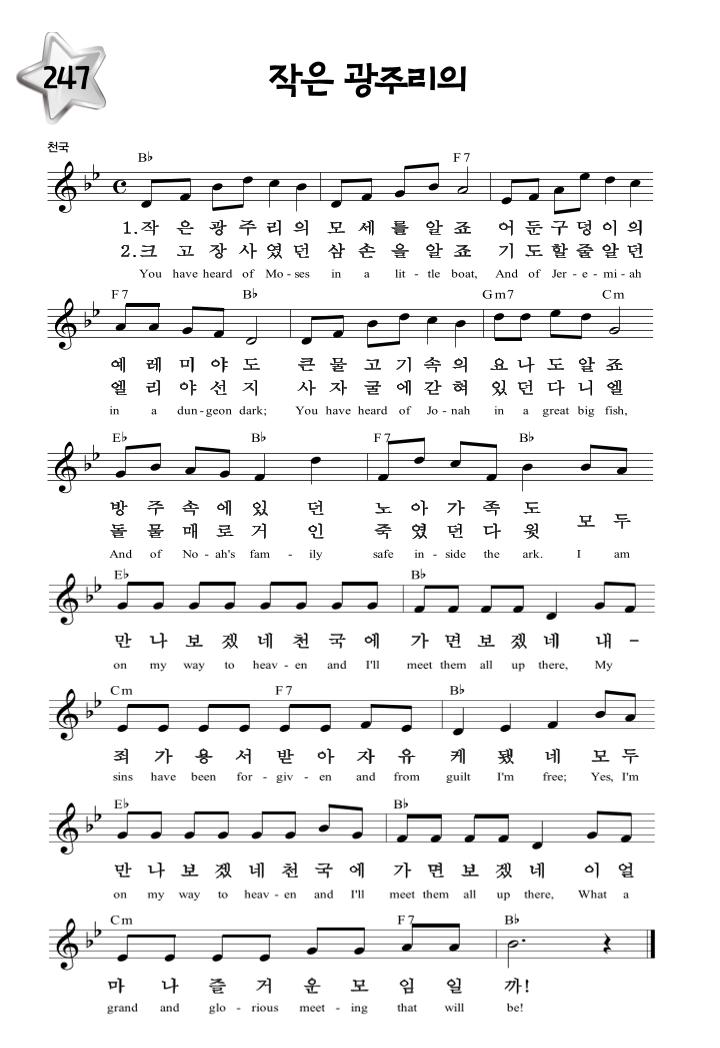 247
작은 광주리의
천국
B♭ F7
1.작 은 광 주 리 의 모 세 를 알 죠 어 둔 구 덩 이 의
2.크 고 장 사 였 던 삼 손 을 알 죠 기 도 할 줄 알 던
You have heard of Mo - ses in a lit - tle boat, And of Jer - e - mi - ah
F7 B♭ Gm7 Cm
예 레 미 야 도 큰 물 고 기 속 의 요 나 도 알 죠
엘 리 야 선 지 사 자 굴 에 갇 혀 있 던 다 니 엘
in a dun - geon dark; You have heard of Jo - nah in a great big fish,
E♭ B♭ F7 B♭
방 주 속 에 있 던 노 아 가 족 도
돌 물 매 로 거 인 죽 였 던 다 윗 모 두
And of No - ah's fam - ily safe in - side the ark. I am
E♭ B♭
만 나 보 겠 네 천 국 에 가 면 보 겠 네 내 -
on my way to heav - en and I'll meet them all up there, My
Cm F7 B♭
죄 가 용 서 받 아 자 유 케 됐 네 모 두
sins have been for - giv - en and from guilt I'm free; Yes, I'm
E♭ B♭
만 나 보 겠 네 천 국 에 가 면 보 겠 네 이 얼
on my way to heav - en and I'll meet them all up there, What a
Cm F7 B♭
마 나 즐 거 운 모 임 일 까!
grand and glo - rious meet - ing that will be!